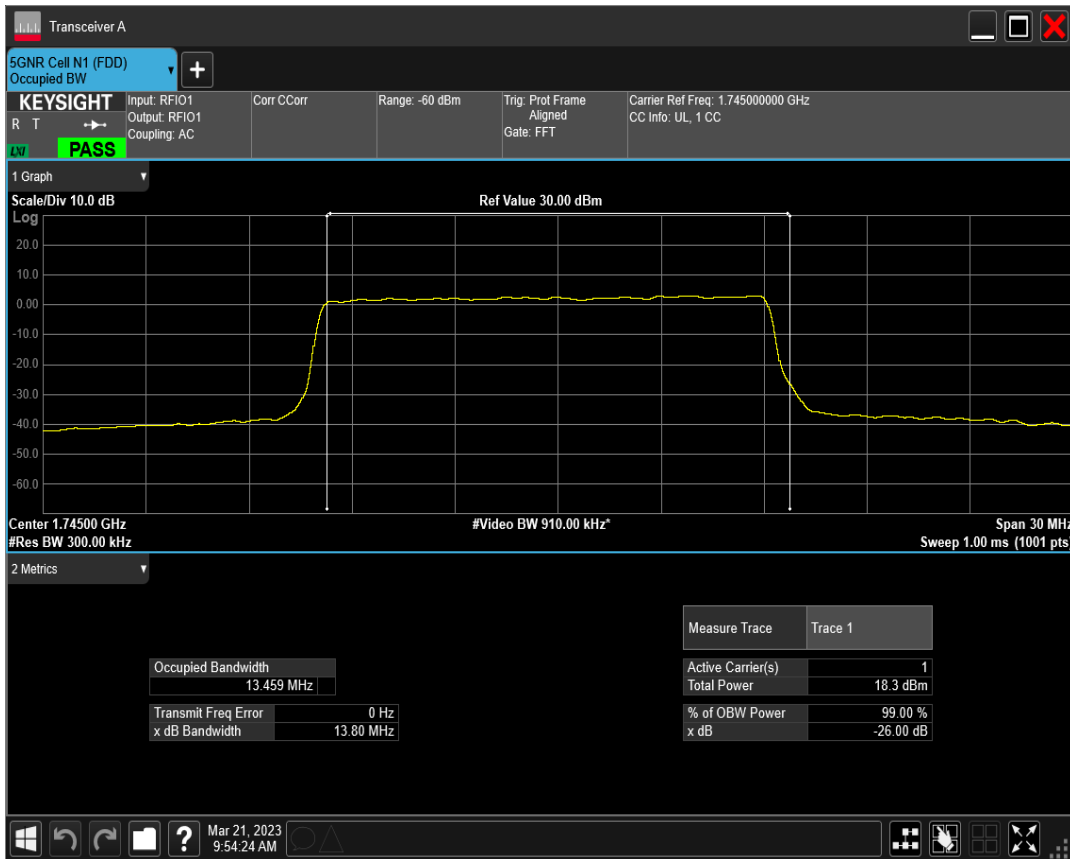 Transceiver A
5GNR Cell N1 (FDD)
Occupied BW
+
KEYSIGHT
R T
LXI
PASS
Input: RFIO1
Output: RFIO1
Coupling: AC
Corr CCorr
Range: -60 dBm
Trig: Prot Frame
Aligned
Gate: FFT
Carrier Ref Freq: 1.745000000 GHz
CC Info: UL, 1 CC
1 Graph
Scale/Div 10.0 dB
Ref Value 30.00 dBm
Log
20.0
10.0
0.00
-10.0
-20.0
-30.0
-40.0
-50.0
-60.0
Center 1.74500 GHz
#Video BW 910.00 kHz*
Span 30 MHz
#Res BW 300.00 kHz
Sweep 1.00 ms (1001 pts)
2 Metrics
Measure Trace Trace 1
Occupied Bandwidth
13.459 MHz
Active Carrier(s) 1
Total Power 18.3 dBm
Transmit Freq Error 0 Hz
x dB Bandwidth 13.80 MHz
% of OBW Power 99.00 %
x dB -26.00 dB
?
Mar 21, 2023
9:54:24 AM